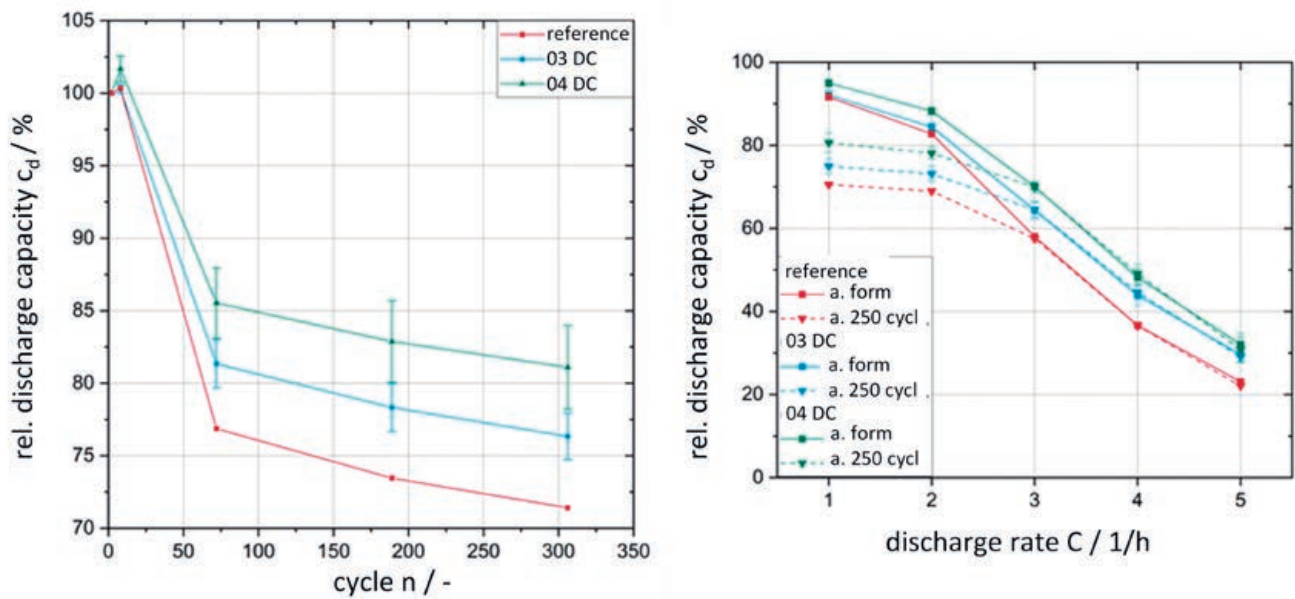 105
100
95
90
85
80
75
70
rel. discharge capacity c_d / %
reference
03 DC
04 DC
0 50 100 150 200 250 300 350
cycle n / -
100
80
60
40
20
0
rel. discharge capacity c_d / %
reference
a. form
a. 250 cycl
03 DC
a. form
a. 250 cycl
04 DC
a. form
a. 250 cycl
1 2 3 4 5
discharge rate C / 1/h